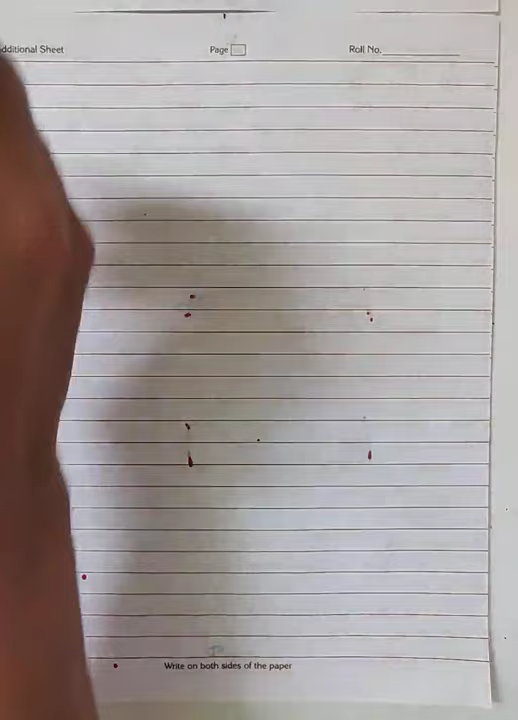 dditional Sheet Page Roll No.
Write on both sides of the paper